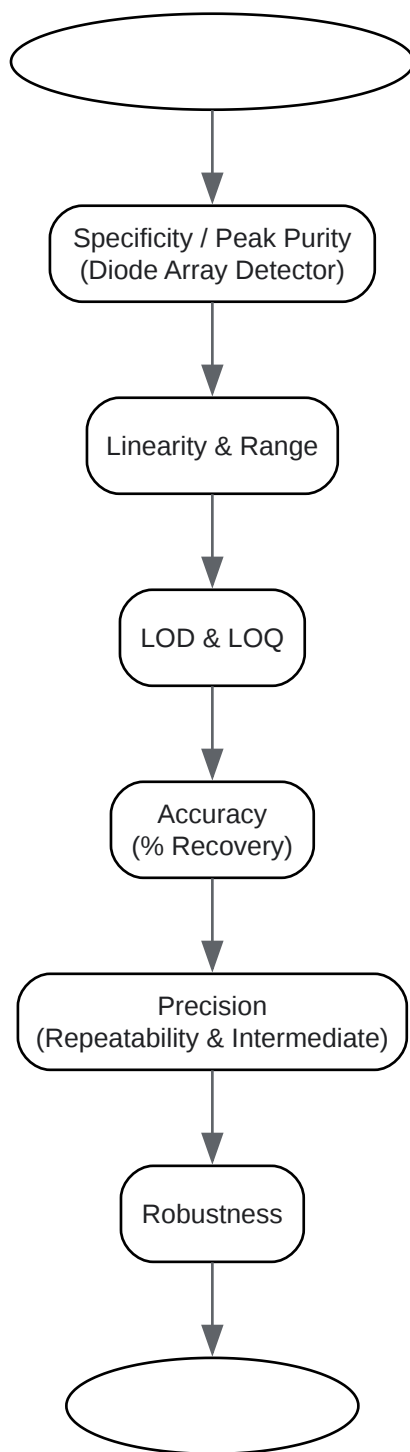 Specificity / Peak Purity
(Diode Array Detector)
Linearity & Range
LOD & LOQ
Accuracy
(% Recovery)
Precision
(Repeatability & Intermediate)
Robustness